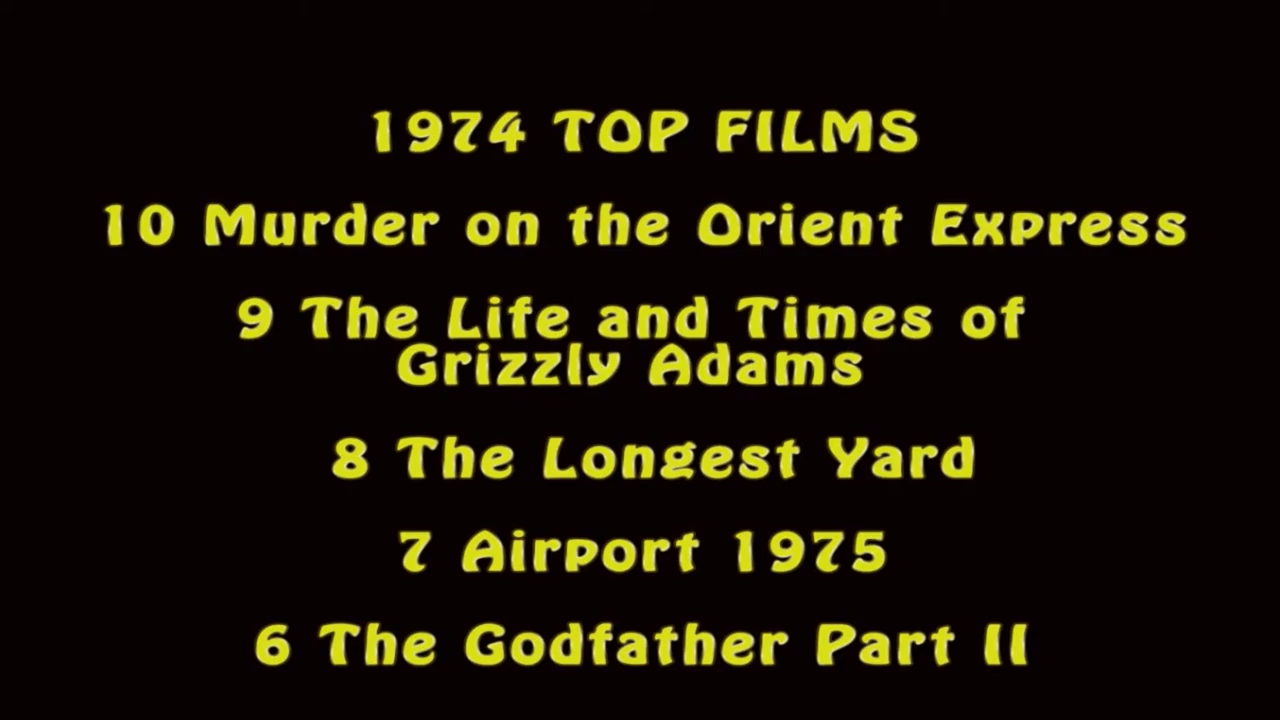 1974 TOP FILMS
10 Murder on the Orient Express
9 The Life and Times of
Grizzly Adams
8 The Longest Yard
7 Airport 1975
6 The Godfather Part II